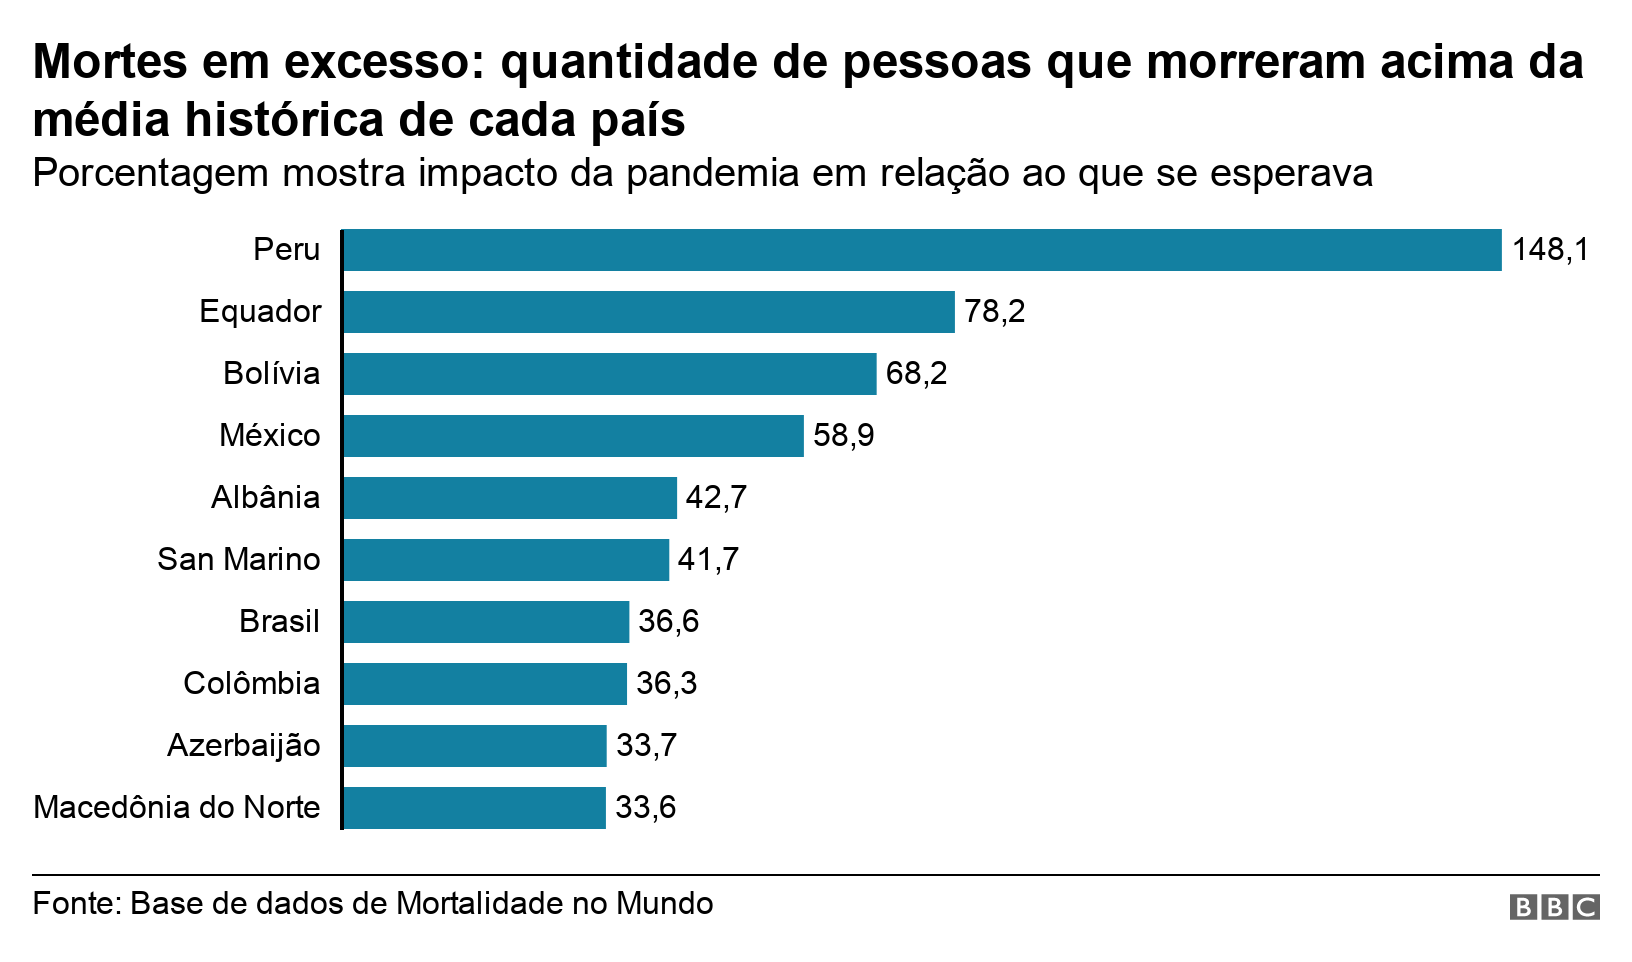 Mortes em excesso: quantidade de pessoas que morreram acima da
média histórica de cada país
Porcentagem mostra impacto da pandemia em relação ao que se esperava
Peru 148,1
Equador 78,2
Bolívia 68,2
México 58,9
Albânia 42,7
San Marino 41,7
Brasil 36,6
Colômbia 36,3
Azerbaijão 33,7
Macedônia do Norte 33,6
Fonte: Base de dados de Mortalidade no Mundo
BBC